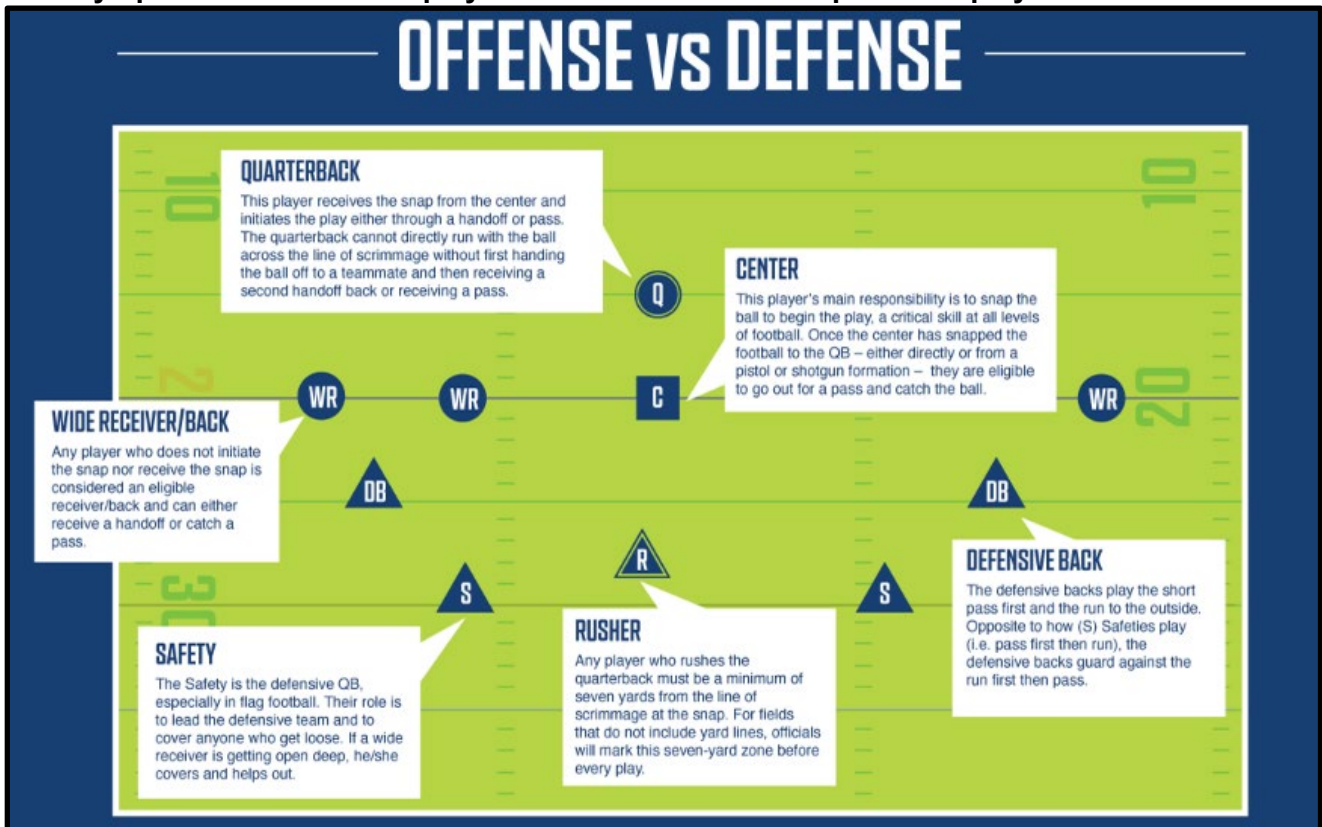 OFFENSE VS DEFENSE
10
10
QUARTERBACK
This player receives the snap from the center and
initiates the play either through a handoff or pass.
The quarterback cannot directly run with the ball
across the line of scrimmage without first handing
the ball off to a teammate and then receiving a
second handoff back or receiving a pass.
Q
CENTER
This player's main responsibility is to snap the
ball to begin the play, a critical skill at all levels
of football. Once the center has snapped the
football to the QB – either directly or from a
pistol or shotgun formation – they are eligible
to go out for a pass and catch the ball.
2
WR
WR
C
WR
20
WIDE RECEIVER/BACK
Any player who does not initiate
the snap nor receive the snap is
considered an eligible
receiver/back and can either
receive a handoff or catch a
pass.
DB
DB
R
S
S
30
DEFENSIVE BACK
The defensive backs play the short
pass first and the run to the outside.
Opposite to how (S) Safeties play
(i.e. pass first then run), the
defensive backs guard against the
run first then pass.
SAFETY
The Safety is the defensive QB,
especially in flag football. Their role is
to lead the defensive team and to
cover anyone who get loose. If a wide
receiver is getting open deep, he/she
covers and helps out.
RUSHER
Any player who rushes the
quarterback must be a minimum of
seven yards from the line of
scrimmage at the snap. For fields
that do not include yard lines, officials
will mark this seven-yard zone before
every play.